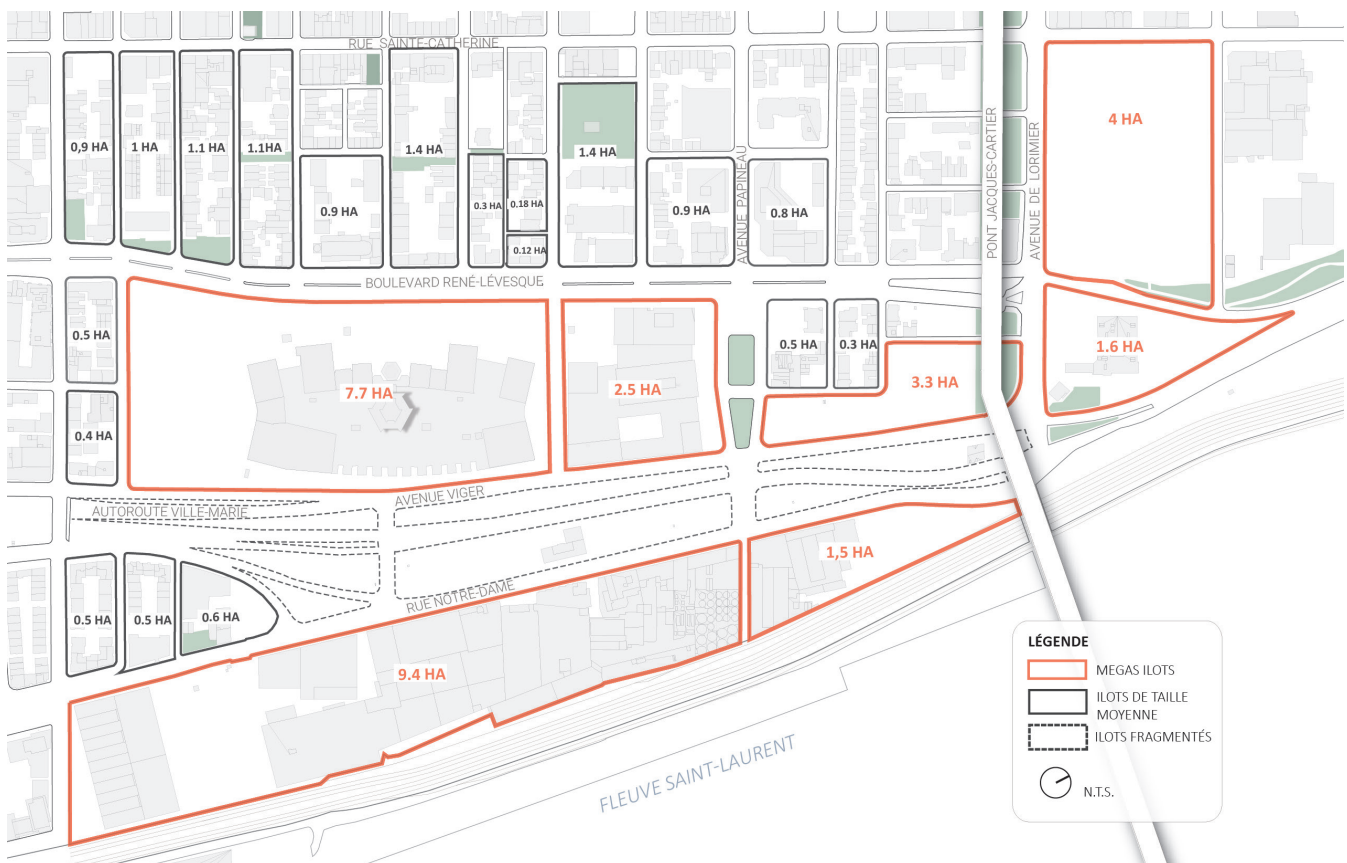 RUE SAINTE-CATHERINE
4 HA
0,9 HA
1 HA
1.1 HA
1.1HA
1.4 HA
1.4 HA
0.9 HA
0.3 HA
0.18 HA
0.12 HA
0.9 HA
0.8 HA
AVENUE PAPINEAU
PONT JACQUES-CARTIER
AVENUE DE LORIMIER
BOULEVARD RENÉ-LÉVESQUE
0.5 HA
7.7 HA
2.5 HA
0.5 HA
0.3 HA
3.3 HA
1.6 HA
0.4 HA
AVENUE VIGER
AUTOROUTE VILLE-MARIE
1,5 HA
RUE NOTRE-DAME
0.5 HA
0.5 HA
0.6 HA
9.4 HA
FLEUVE SAINT-LAURENT
LÉGENDE
MEGAS ILOTS
ILOTS DE TAILLE
MOYENNE
ILOTS FRAGMENTÉS
N.T.S.